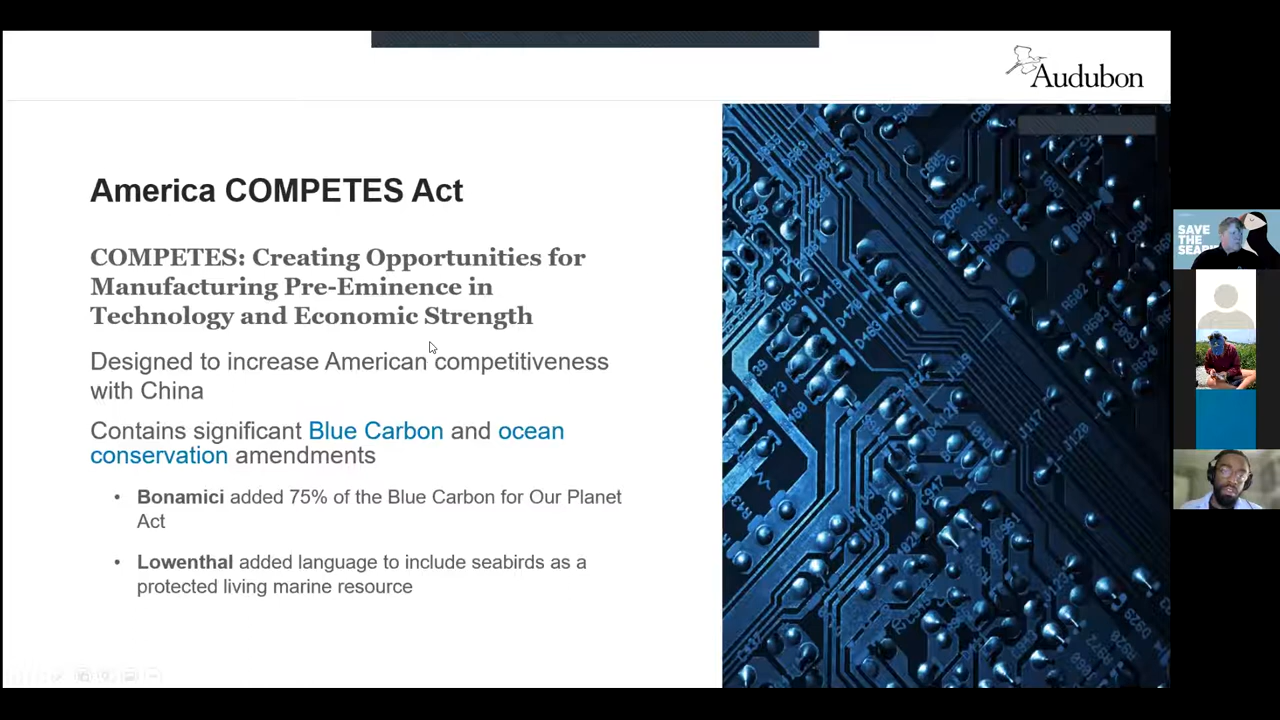 Audubon
America COMPETES Act
COMPETES: Creating Opportunities for
Manufacturing Pre-Eminence in
Technology and Economic Strength
Designed to increase American competitiveness
with China
Contains significant Blue Carbon and ocean
conservation amendments
• Bonamici added 75% of the Blue Carbon for Our Planet
Act
• Lowenthal added language to include seabirds as a
protected living marine resource
SAVE
THE